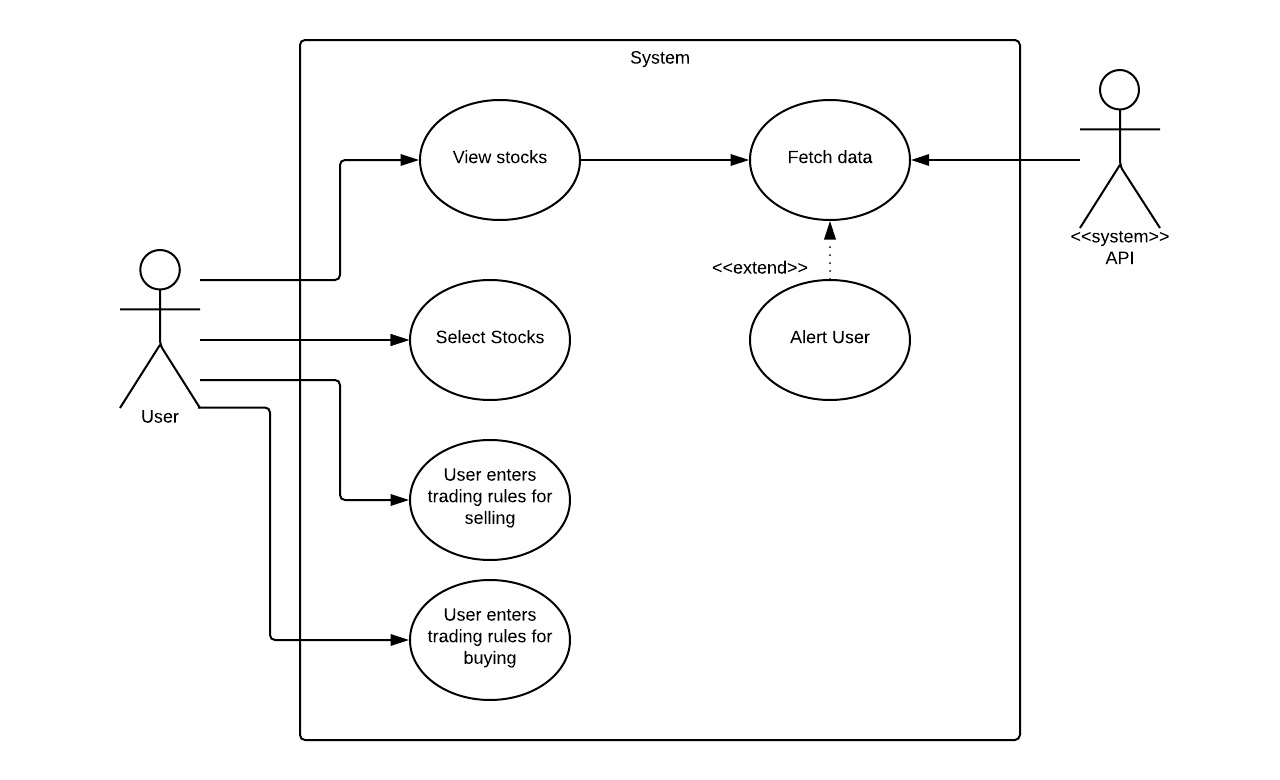 System
View stocks
Fetch data
<<system>>
API
<<extend>>
Select Stocks
Alert User
User
User enters
trading rules for
selling
User enters
trading rules for
buying